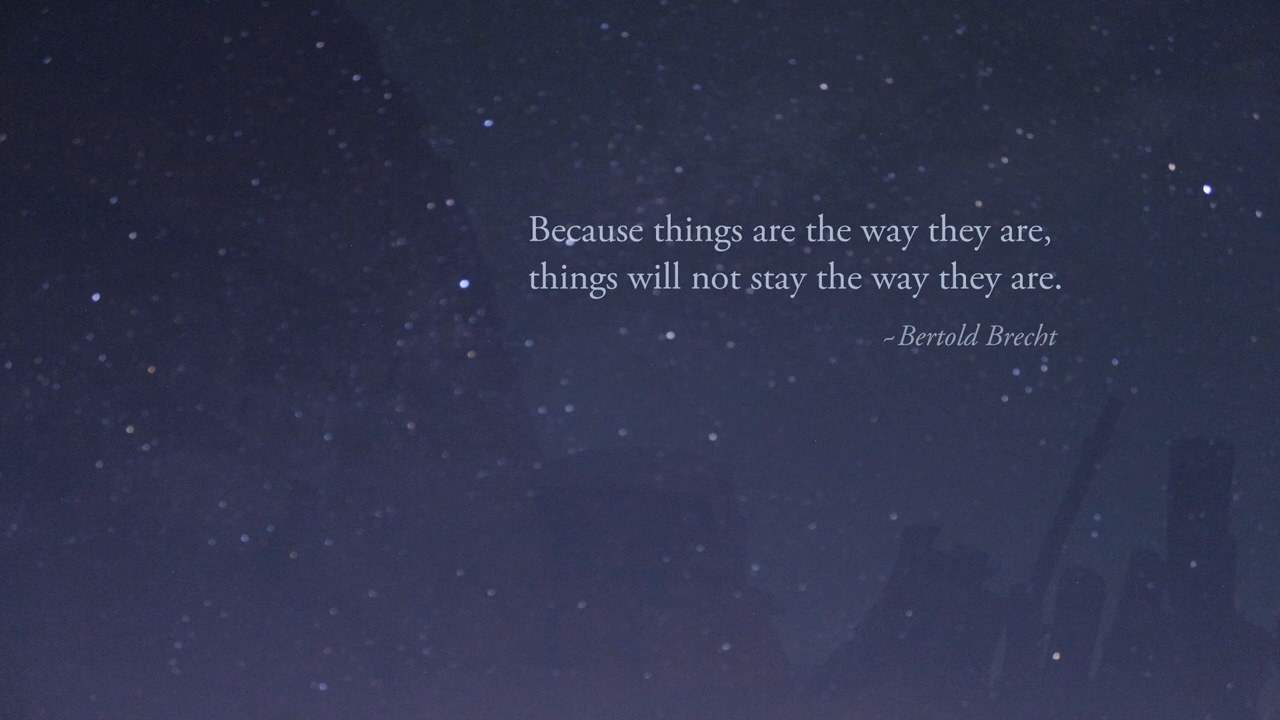 Because things are the way they are,
things will not stay the way they are.
~Bertold Brecht